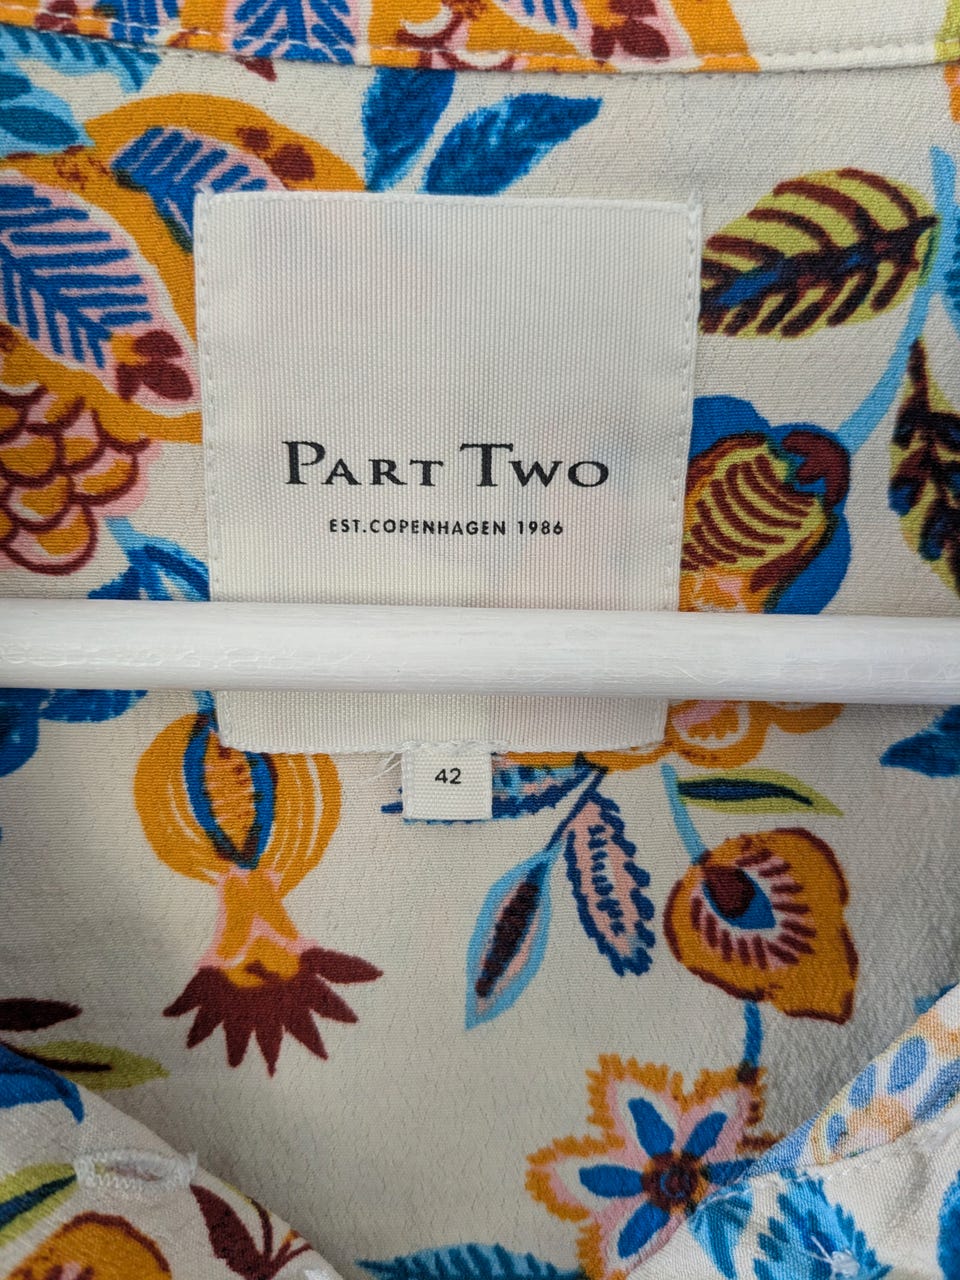 PART TWO
EST.COPENHAGEN 1986
42